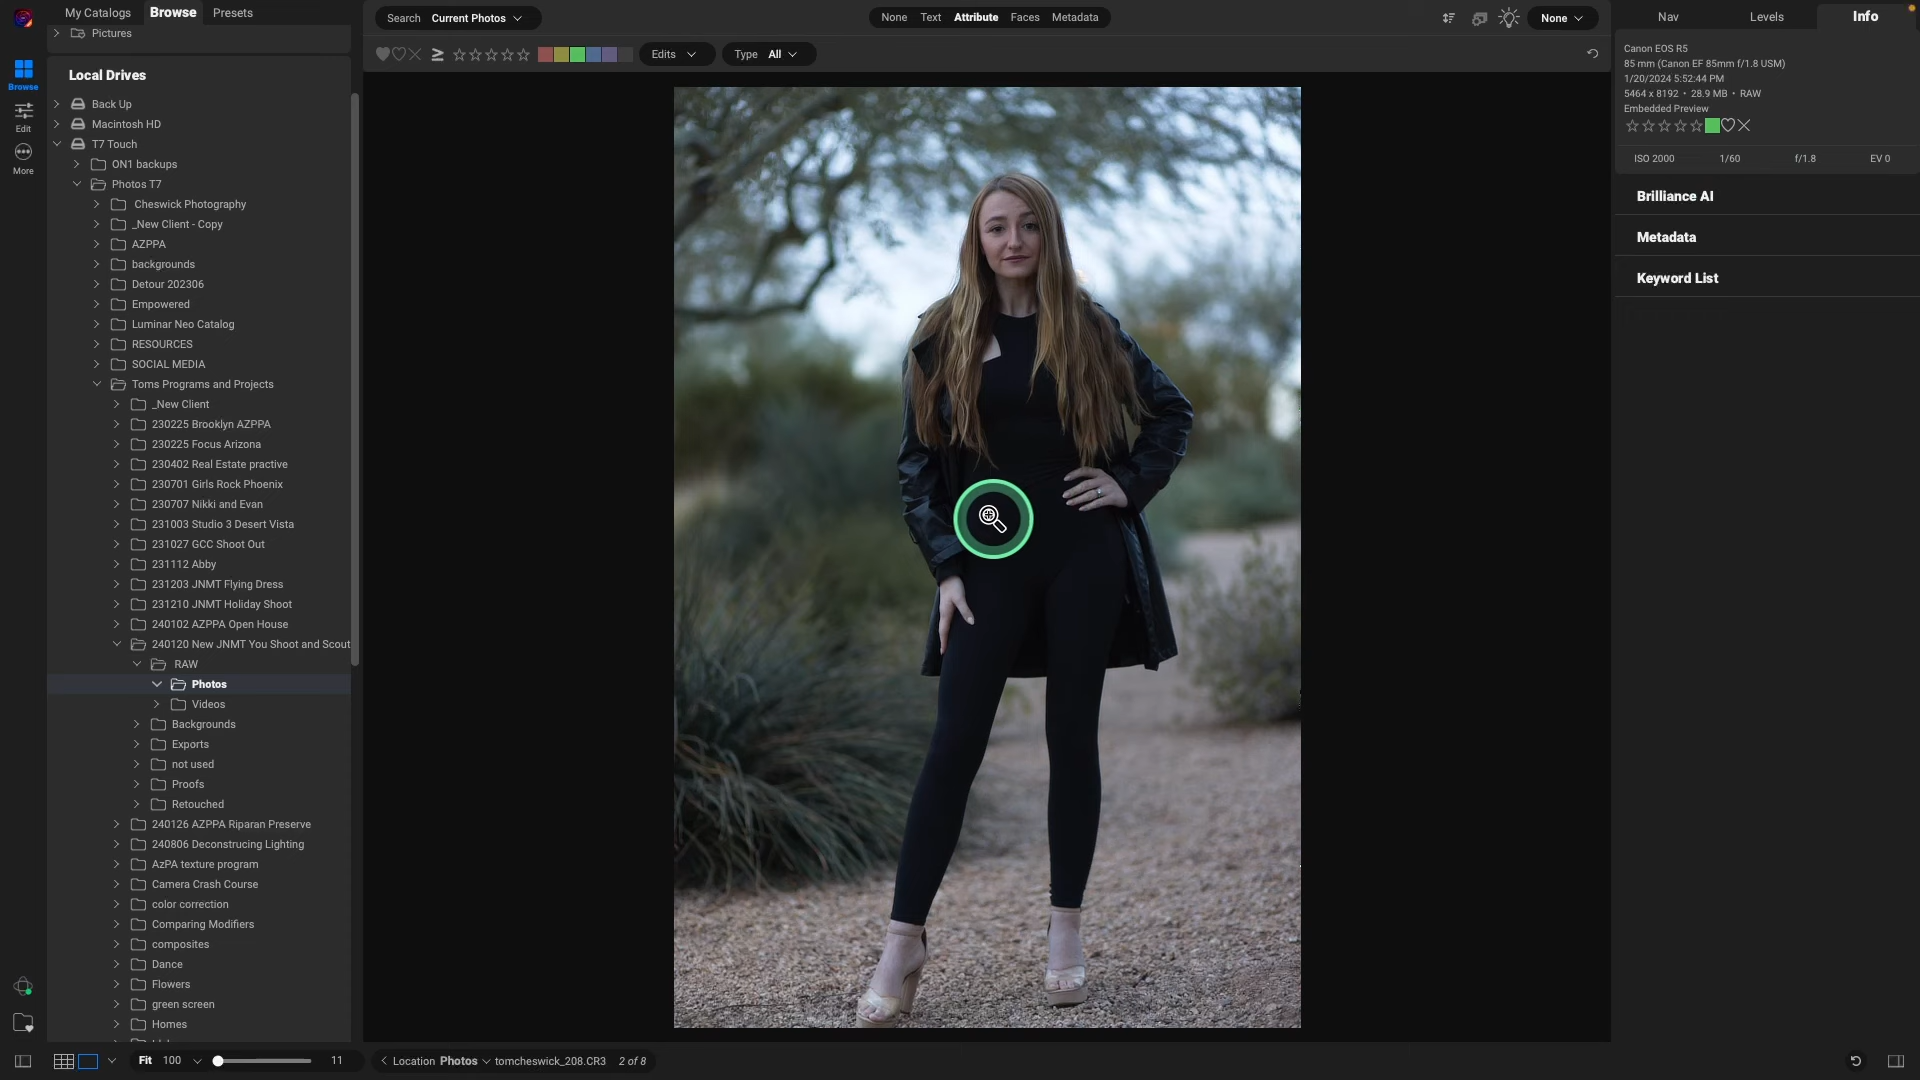 My Catalogs Browse Presets
Search Current Photos
None Text Attribute Faces Metadata
None
Nav Levels Info
Pictures
Edits
Type All
Local Drives
Browse
Edit
More
Back Up
Macintosh HD
T7 Touch
ON1 backups
Photos T7
Cheswick Photography
_New Client - Copy
AZPPA
backgrounds
Detour 202306
Empowered
Luminar Neo Catalog
RESOURCES
SOCIAL MEDIA
Toms Programs and Projects
_New Client
230225 Brooklyn AZPPA
230225 Focus Arizona
230402 Real Estate practive
230701 Girls Rock Phoenix
230707 Nikki and Evan
231003 Studio 3 Desert Vista
231027 GCC Shoot Out
231112 Abby
231203 JNMT Flying Dress
231210 JNMT Holiday Shoot
240102 AZPPA Open House
240120 New JNMT You Shoot and Scout
RAW
Photos
Videos
Backgrounds
Exports
not used
Proofs
Retouched
240126 AZPPA Riparan Preserve
240806 Deconstrucing Lighting
AzPA texture program
Camera Crash Course
color correction
Comparing Modifiers
composites
Dance
Flowers
green screen
Homes
Canon EOS R5
85 mm (Canon EF 85mm f/1.8 USM)
1/20/2024 5:52:44 PM
5464 x 8192 • 28.9 MB • RAW
Embedded Preview
ISO 2000 1/60 f/1.8 EV 0
Brilliance AI
Metadata
Keyword List
Fit 100 11
Location Photos tomcheswick_208.CR3 2 of 8